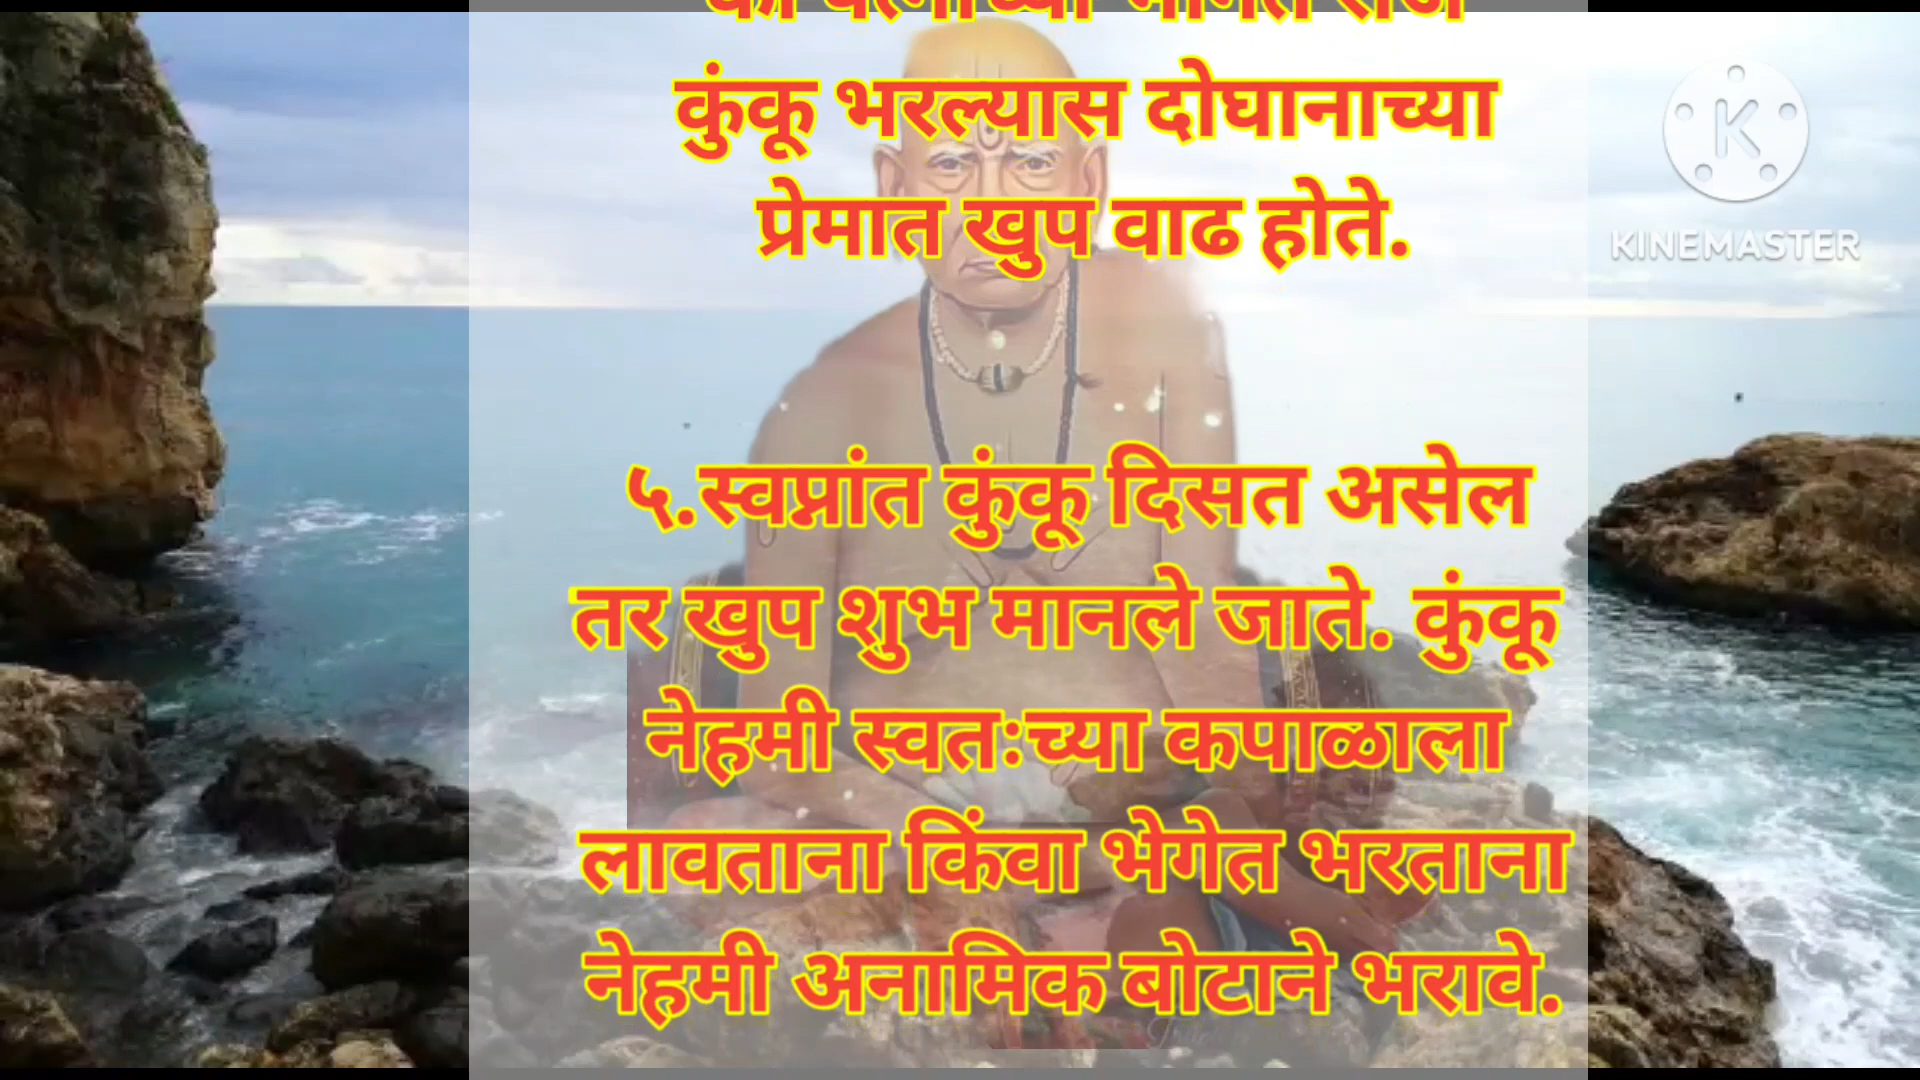 कुंकू भरल्यास दोघानाच्या
प्रेमात खुप वाढ होते.
५.स्वप्नांत कुंकू दिसत असेल
तर खुप शुभ मानले जाते. कुंकू
नेहमी स्वतःच्या कपाळाला
लावताना किंवा भेगेत भरताना
नेहमी अनामिक बोटाने भरावे.
K
KINEMASTER